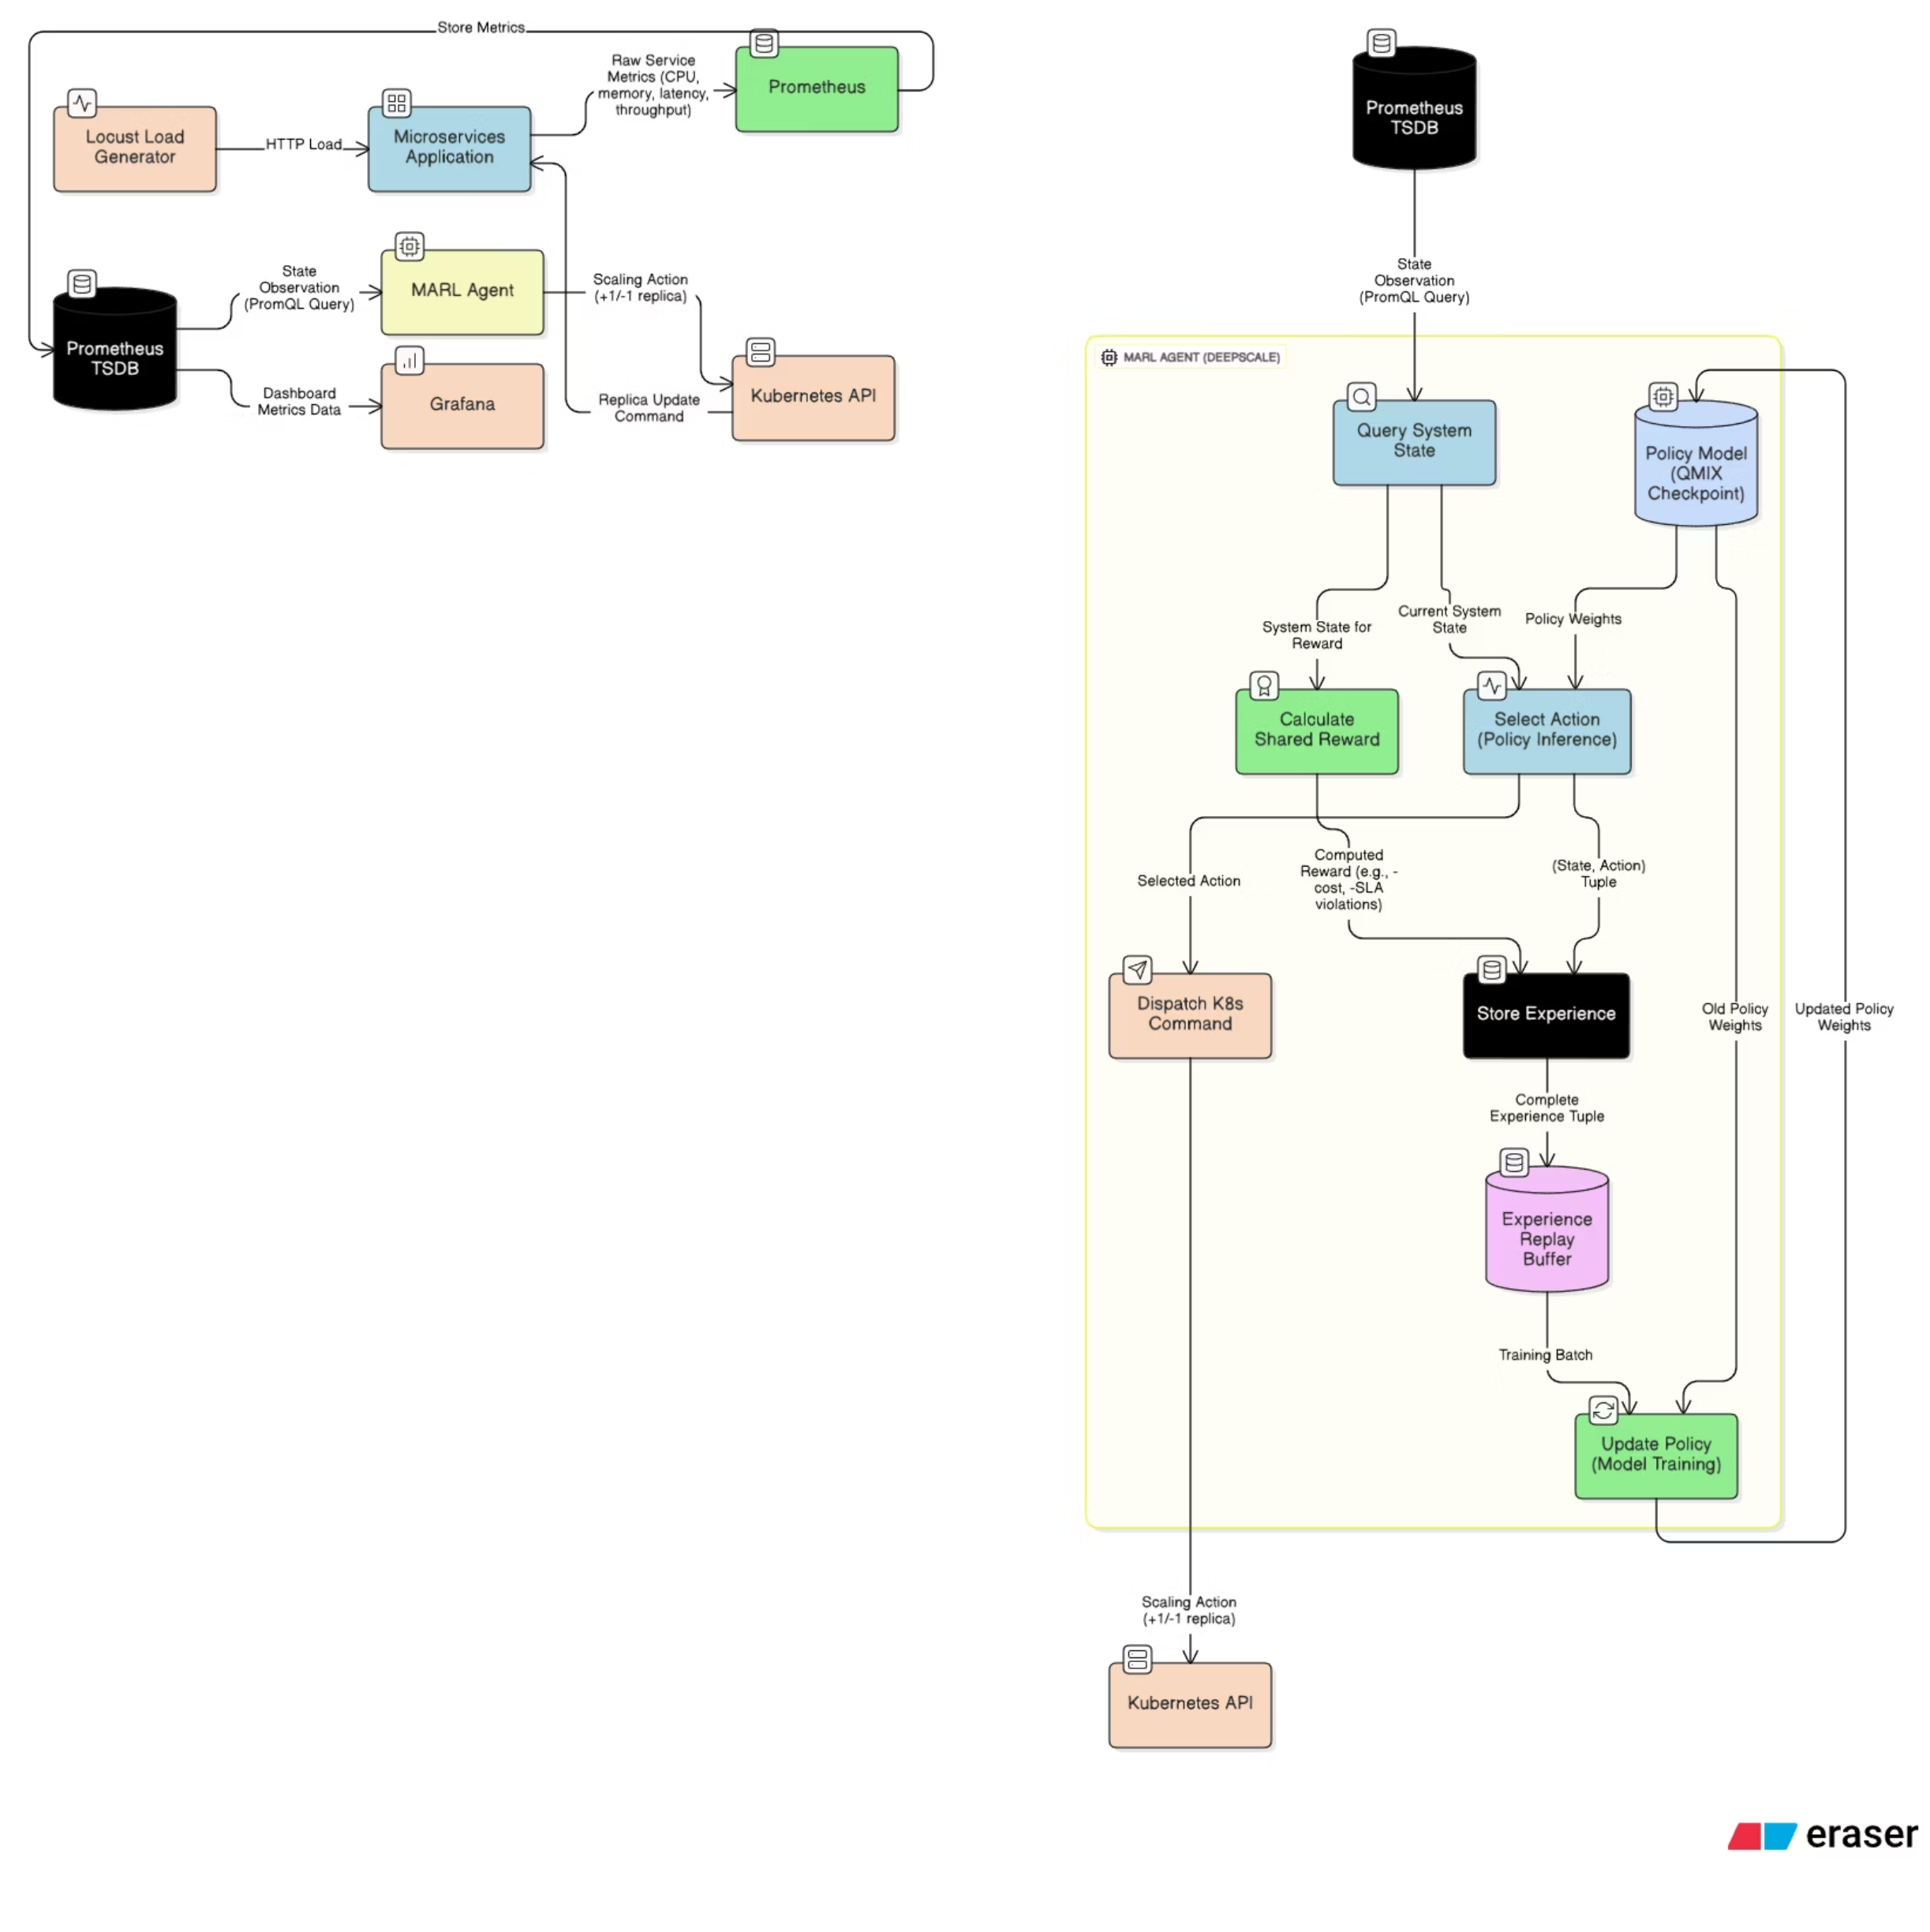 Store Metrics
Raw Service
Metrics (CPU,
memory, latency,
throughput)
Prometheus
Locust Load
Generator
HTTP Load
Microservices
Application
State
Observation
(PromQL Query)
MARL Agent
Scaling Action
(+1/-1 replica)
Prometheus
TSDB
Dashboard
Metrics Data
Grafana
Replica Update
Command
Kubernetes API
Prometheus
TSDB
State
Observation
(PromQL Query)
MARL AGENT (DEEPSCALE)
Query System
State
Policy Model
(QMIX
Checkpoint)
System State for
Reward
Current System
State
Policy Weights
Calculate
Shared Reward
Select Action
(Policy Inference)
Selected Action
Computed
Reward (e.g., -
cost, -SLA
violations)
(State, Action)
Tuple
Dispatch K8s
Command
Store Experience
Old Policy
Weights
Updated Policy
Weights
Complete
Experience Tuple
Experience
Replay
Buffer
Training Batch
Update Policy
(Model Training)
Scaling Action
(+1/-1 replica)
Kubernetes API
eraser